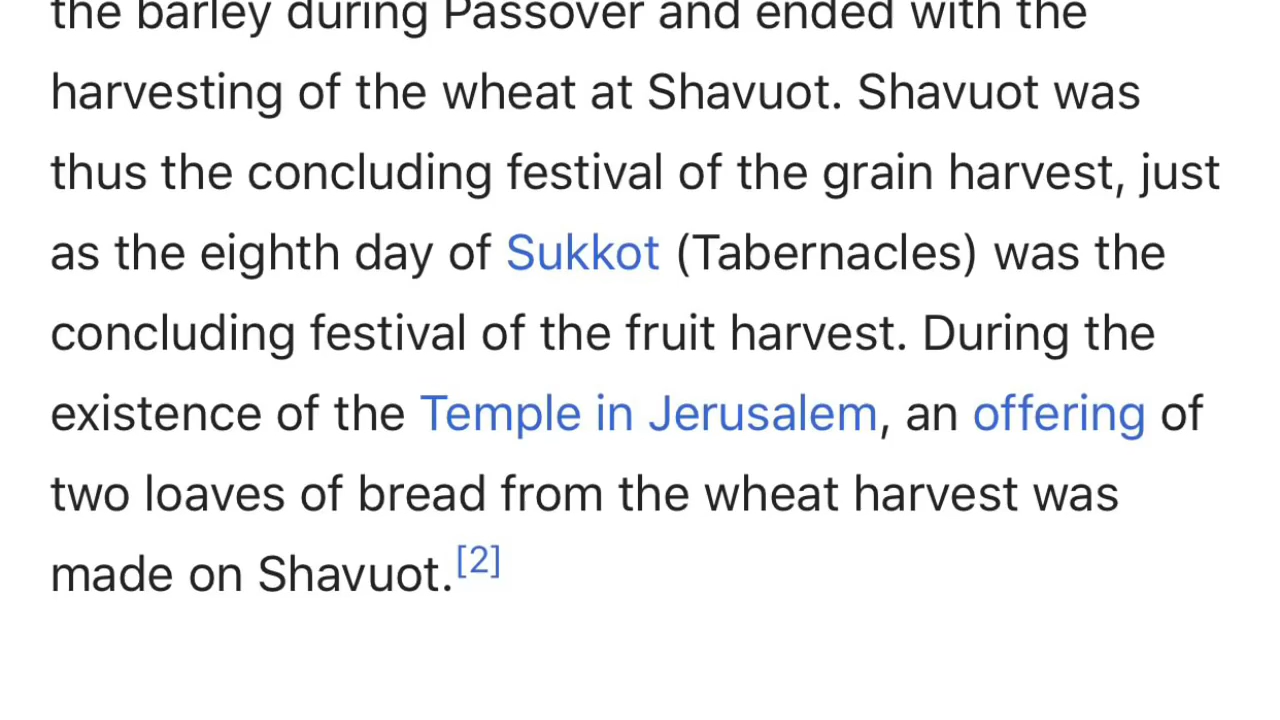 the barley during Passover and ended with the
harvesting of the wheat at Shavuot. Shavuot was
thus the concluding festival of the grain harvest, just
as the eighth day of Sukkot (Tabernacles) was the
concluding festival of the fruit harvest. During the
existence of the Temple in Jerusalem, an offering of
two loaves of bread from the wheat harvest was
made on Shavuot.[2]